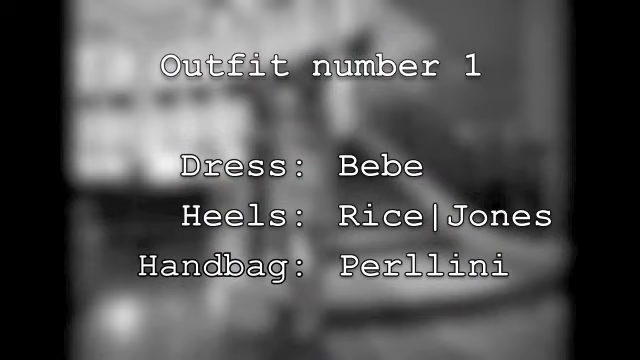 Outfit number 1
Dress: Bebe
Heels: Rice|Jones
Handbag: Perllini